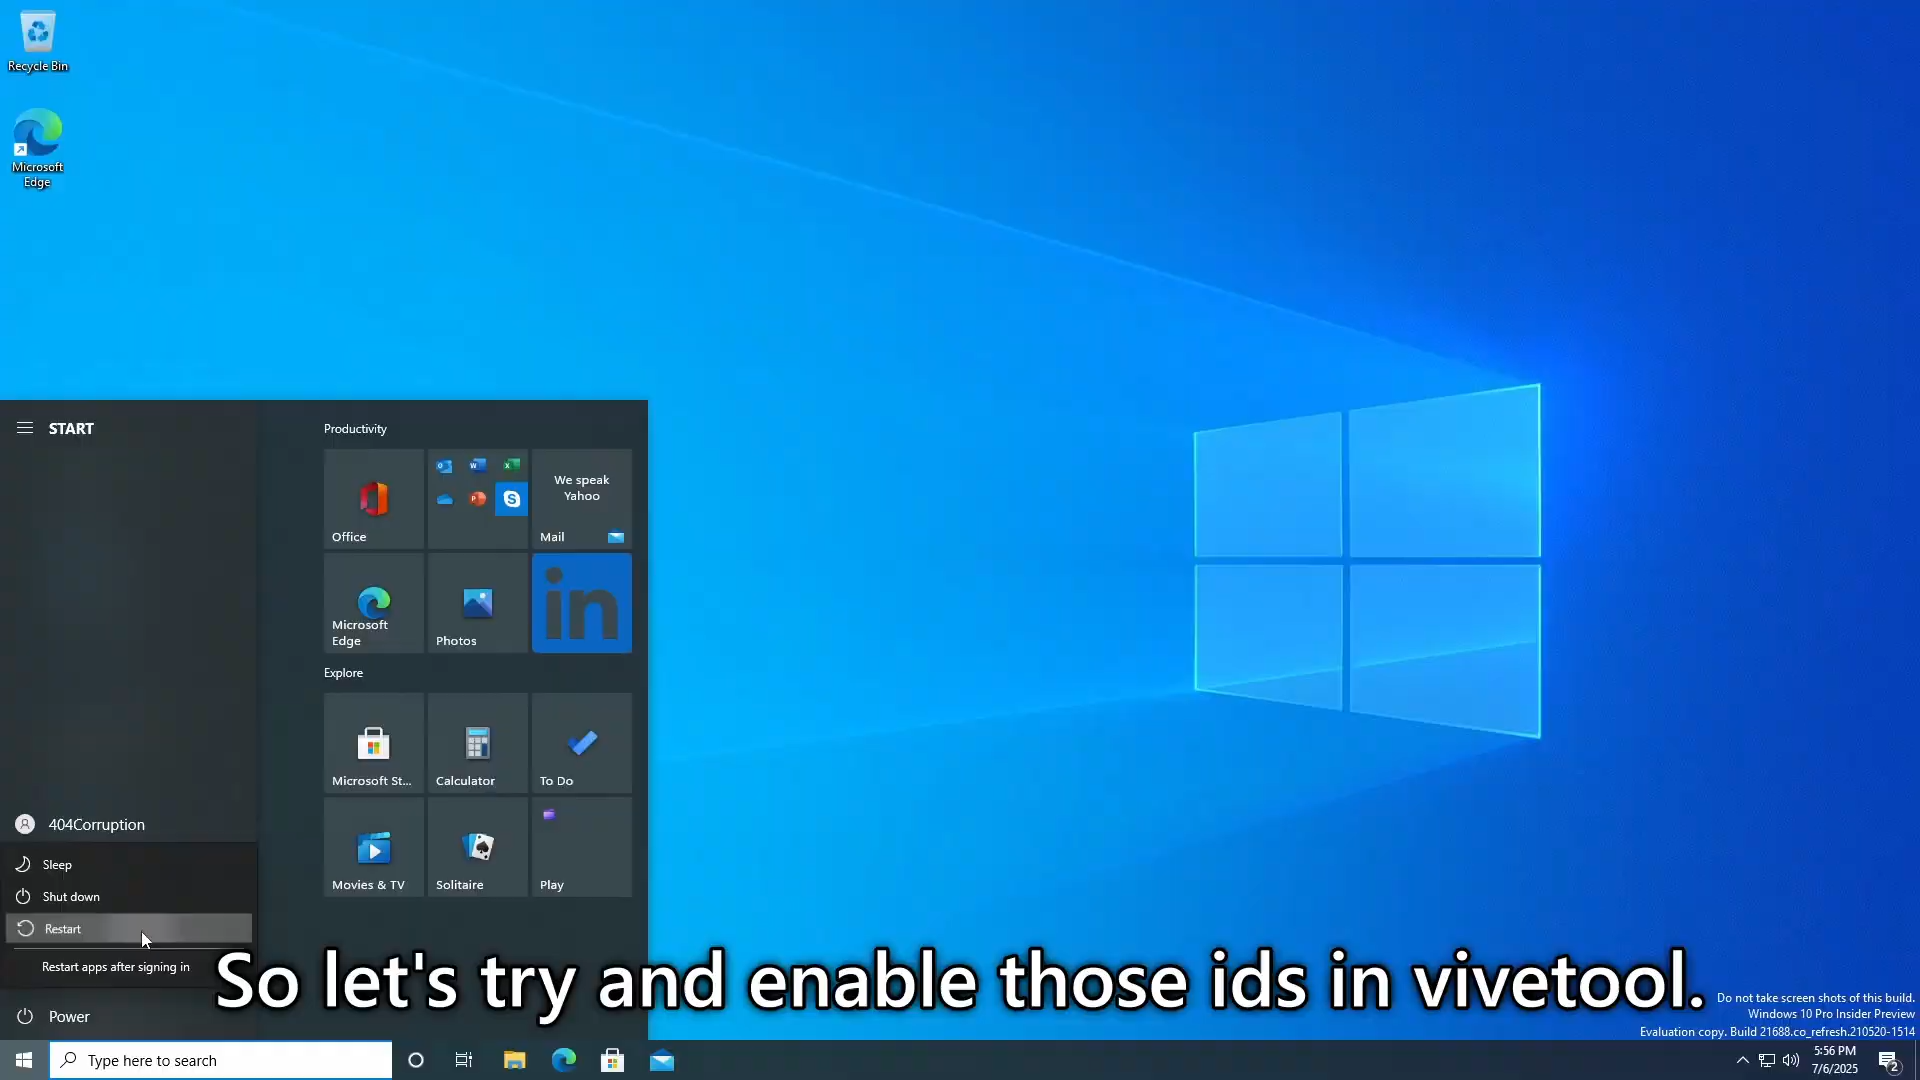 Recycle Bin
Microsoft
Edge
START
Productivity
We speak
Yahoo
Office
Mail
Microsoft
Edge
Photos
in
Explore
Microsoft St...
Calculator
To Do
Movies & TV
Solitaire
Play
404Corruption
Sleep
Shut down
Restart
Restart apps after signing in
Power
So let's try and enable those ids in vivetool.
Do not take screen shots of this build.
Windows 10 Pro Insider Preview
Evaluation copy. Build 21688.co_refresh.210520-1514
Type here to search
5:56 PM
7/6/2025
2